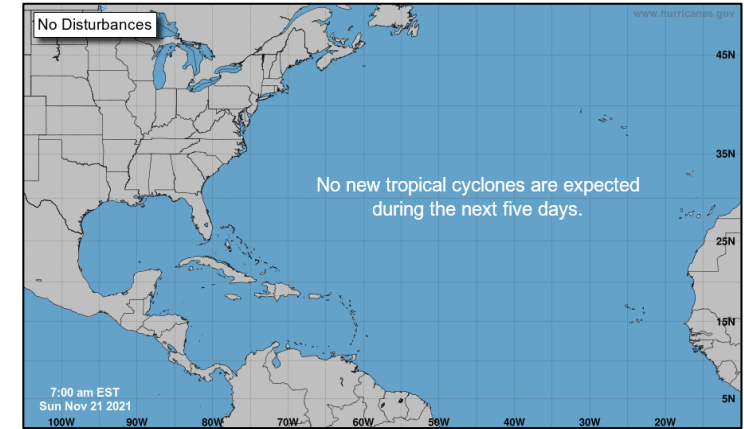 No Disturbances
www.hurricanes.gov
45N
35N
No new tropical cyclones are expected
during the next five days.
25N
15N
7:00 am EST
Sun Nov 21 2021
5N
100W 90W 80W 70W 60W 50W 40W 30W 20W